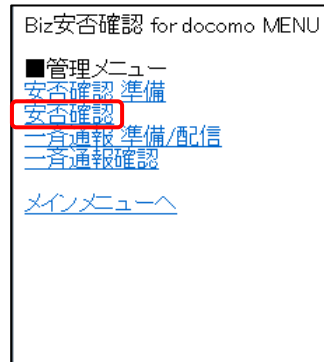 Biz安否確認 for docomo MENU
■管理メニュー
安否確認 準備
安否確認
一斉通報 準備/配信
一斉通報確認
メインメニューへ